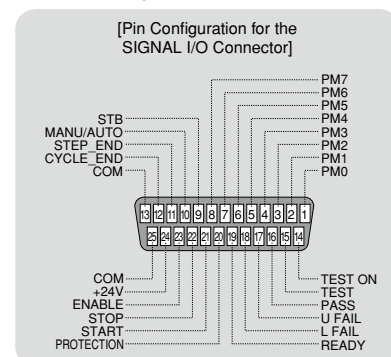 [Pin Configuration for the
SIGNAL I/O Connector]
PM7
PM6
PM5
STB PM4
MANU/AUTO PM3
STEP_END PM2
CYCLE_END PM1
COM PM0
13 12 11 10 9 8 7 6 5 4 3 2 1
25 24 23 22 21 20 19 18 17 16 15 14
COM TEST ON
+24V TEST
ENABLE PASS
STOP U FAIL
START L FAIL
PROTECTION READY